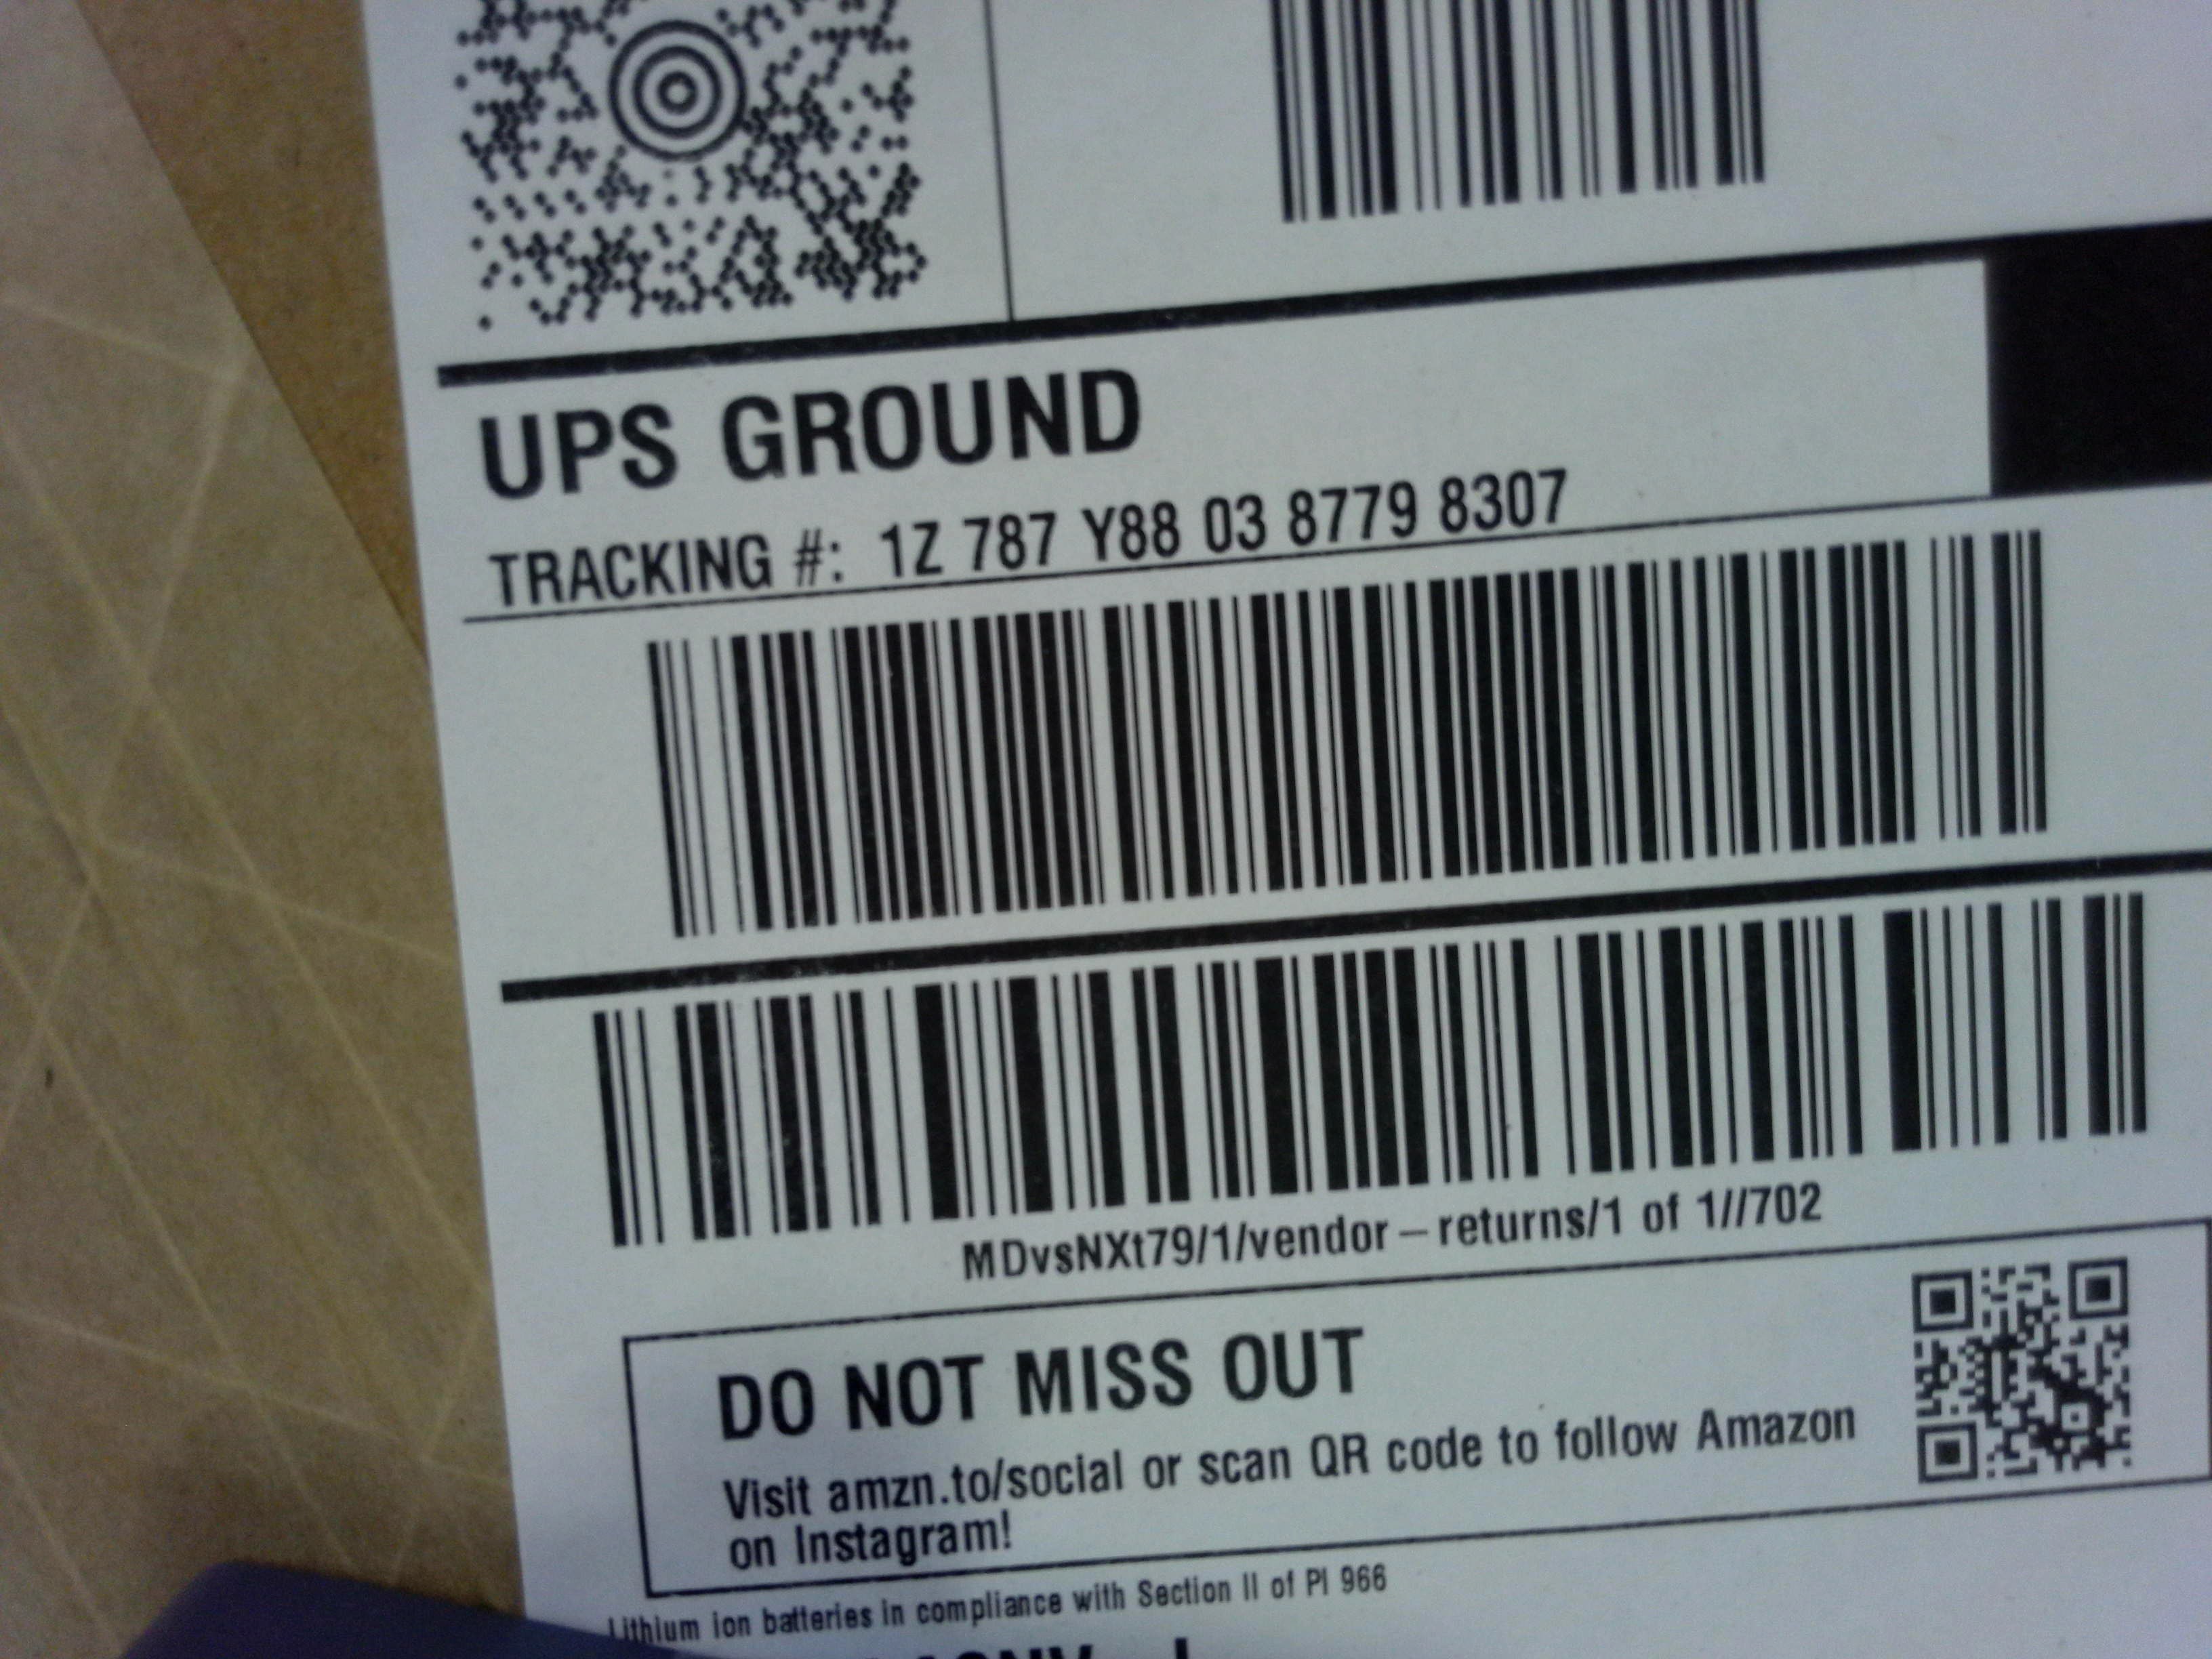 UPS GROUND
TRACKING #: 1Z 787 Y88 03 8779 8307
MDvsNXt79/1/vendor-returns/1 of 1//702
DO NOT MISS OUT
Visit amzn.to/social or scan QR code to follow Amazon
on Instagram!
Lithium ion batteries in compliance with Section II of PI 966